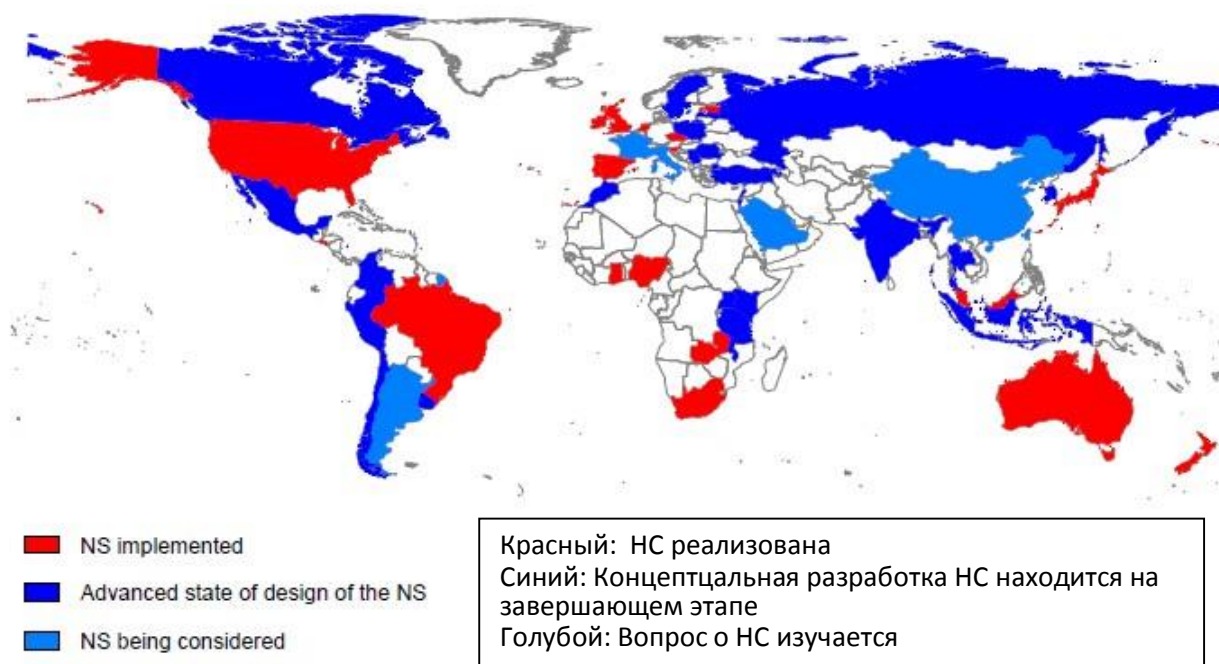 NS implemented
Advanced state of design of the NS
NS being considered
Красный: НС реализована
Синий: Концептцальная разработка НС находится на
завершающем этапе
Голубой: Вопрос о НС изучается